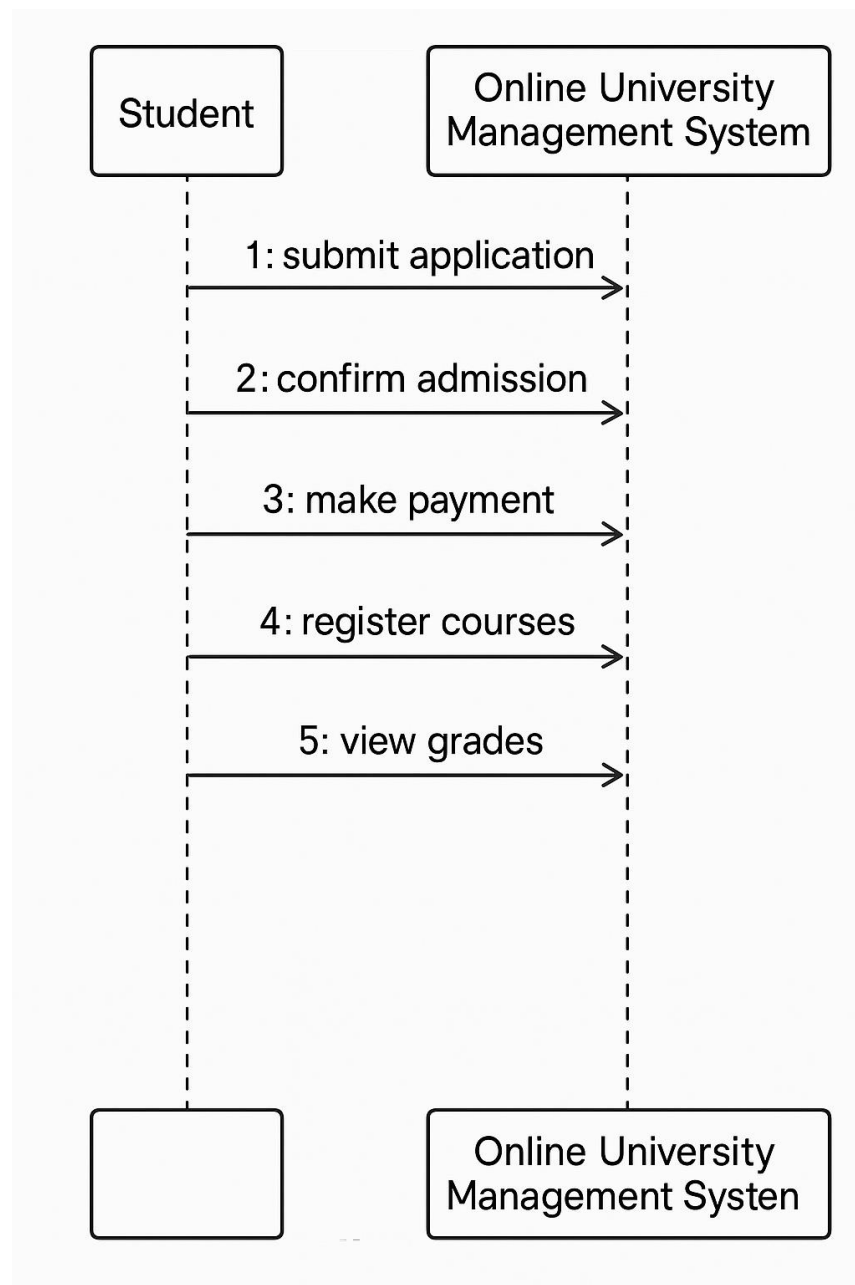 Student
Online University
Management System
1: submit application
2: confirm admission
3: make payment
4: register courses
5: view grades
Online University
Management Systen